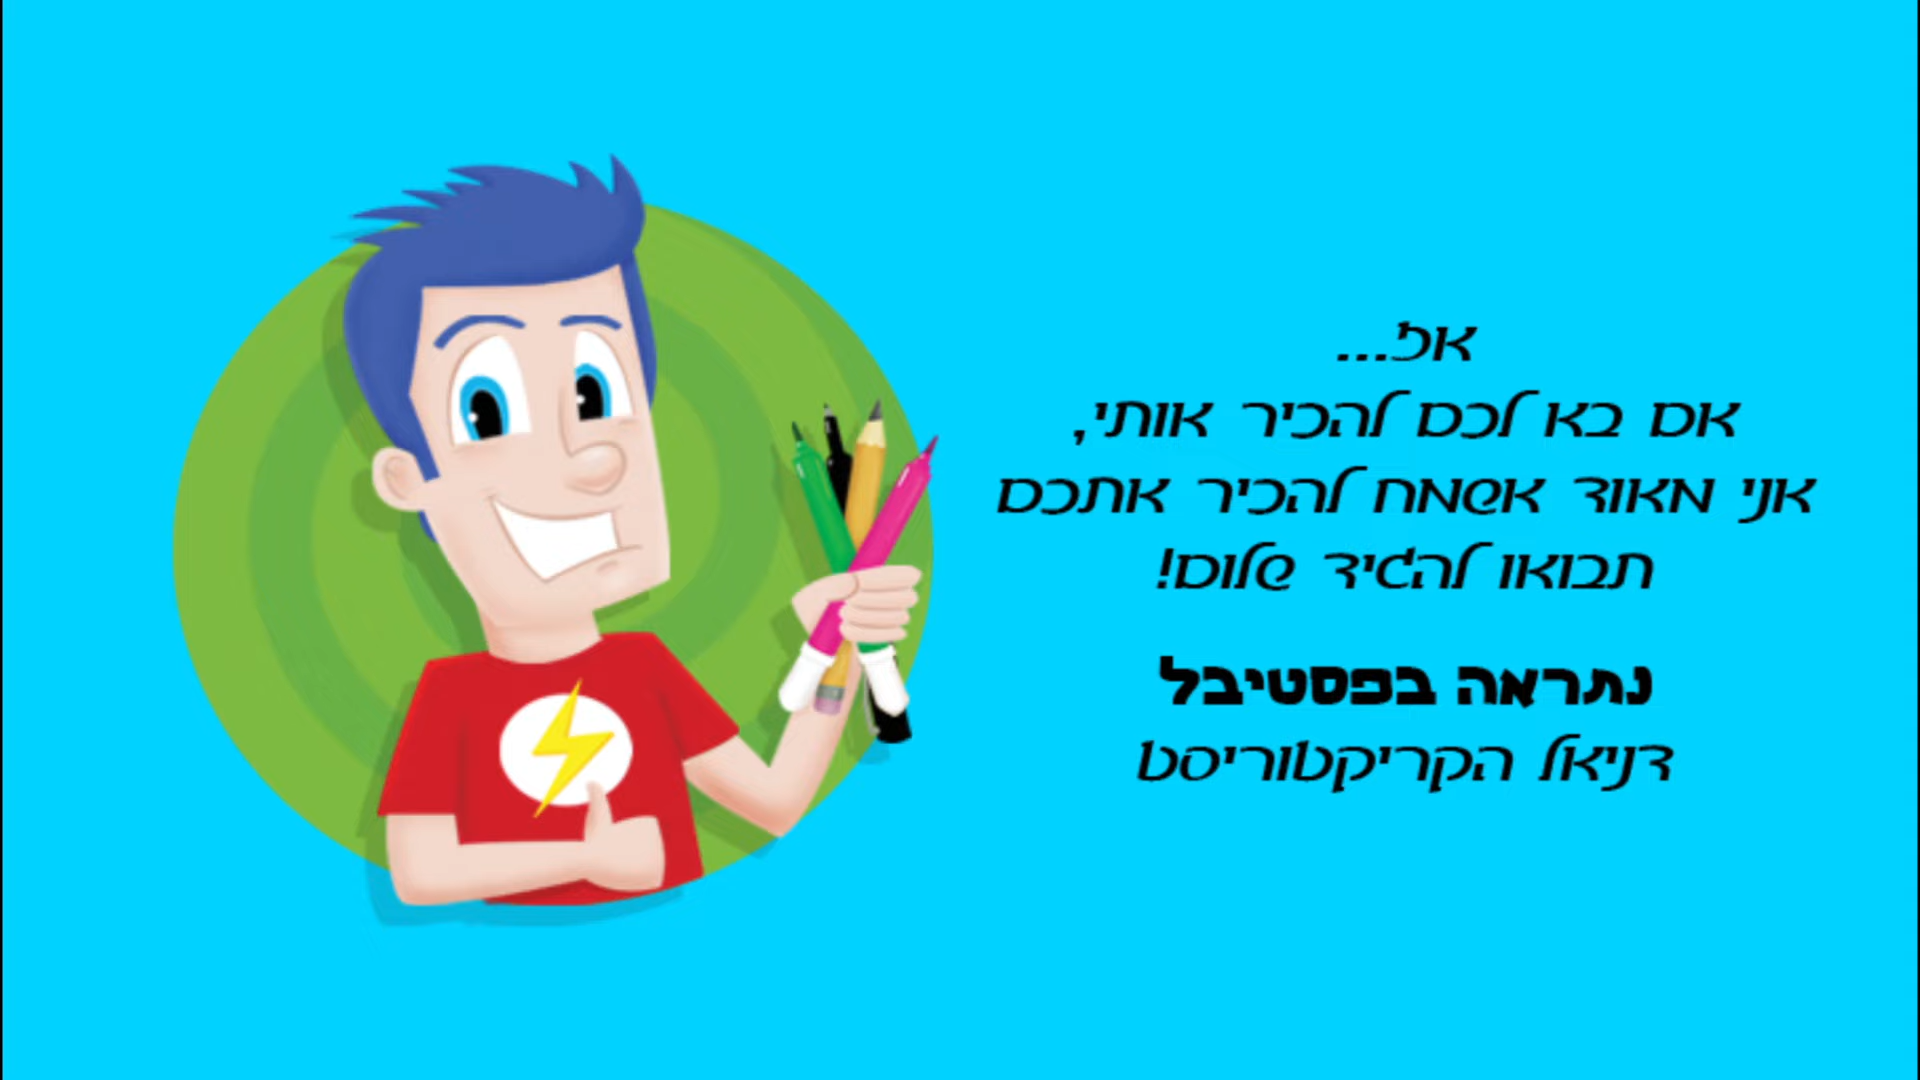 אז...
אם בא לכם להכיר אותי,
אני מאוד אשמח להכיר אתכם
תבואו להגיד שלום!
נתראה בפסטיבל
דניאל הקריקטוריסט